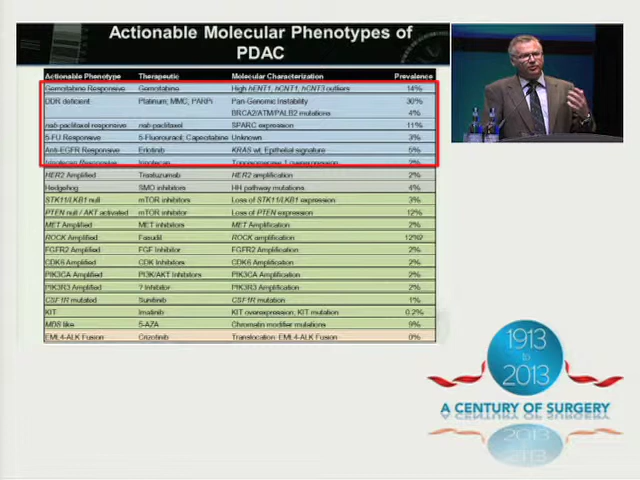 Actionable Molecular Phenotypes of
PDAC
Actionable Phenotype Therapeutic Molecular Characterization Prevalence
Gemcitabine Responsive Gemcitabine High hENT1, hCNT1, hCNT3 outliers 14%
DDR deficient Platinum; MMC, PARPi Pan-Genomic Instability 30%
BRCA2/ATM/PALB2 mutations 4%
nab-paclitaxel responsive nab-paclitaxel SPARC expression 11%
5-FU Responsive 5-Fluorouracil; Capecitabine Unknown 3%
Anti-EGFR Responsive Erlotinib KRAS wt, Epithelial signature 5%
Irinotecan Responsive Irinotecan Topoisomerase 1 overexpression 2%
HER2 Amplified Trastuzumab HER2 amplification 2%
Hedgehog SMO inhibitors HH pathway mutations 4%
STK11/LKB1 null mTOR inhibitors Loss of STK11/LKB1 expression 3%
PTEN null / AKT activated mTOR inhibitor Loss of PTEN expression 12%
MET Amplified MET inhibitors MET Amplification 2%
ROCK Amplified Fasudil ROCK amplification
FGFR2 Amplified FGF Inhibitor FGFR2 Amplification 2%
CDK6 Amplified CDK Inhibitors CDK6 Amplification 2%
PIK3CA Amplified PI3K/AKT Inhibitors PIK3CA Amplification 2%
PIK3R3 Amplified ? Inhibitor PIK3R3 Amplification 2%
CSF1R mutated Sunitinib CSF1R mutation 1%
KIT Imatinib KIT overexpression, KIT mutation 0.2%
MDS like 5-AZA Chromatin modifier mutations 9%
EML4-ALK Fusion Crizotinib Translocation: EML4-ALK Fusion 0%
1913
to
2013
A CENTURY OF SURGERY